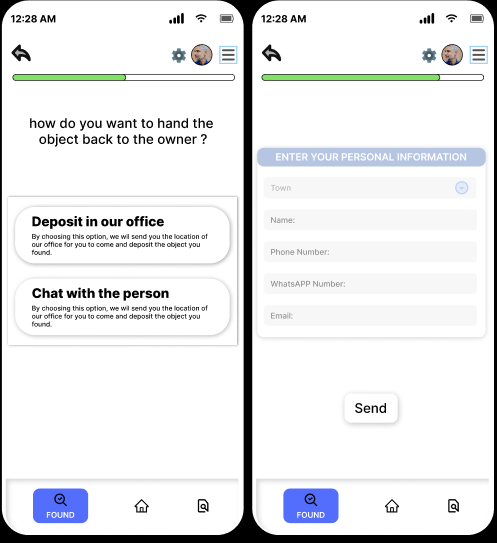 12:28 AM
how do you want to hand the
object back to the owner ?
Deposit in our office
By choosing this option, we wil send you the location of
our office for you to come and deposit the object you
found.
Chat with the person
By choosing this option, we wil send you the location of
our office for you to come and deposit the object you
found.
FOUND
12:28 AM
ENTER YOUR PERSONAL INFORMATION
Town
Name:
Phone Number:
WhatsAPP Number:
Email:
Send
FOUND